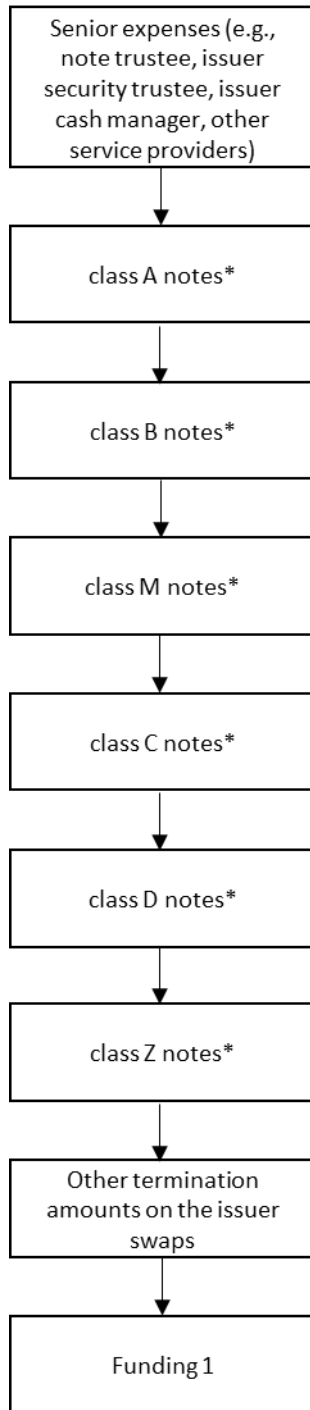 Senior expenses (e.g.,
note trustee, issuer
security trustee, issuer
cash manager, other
service providers)
class A notes*
class B notes*
class M notes*
class C notes*
class D notes*
class Z notes*
Other termination
amounts on the issuer
swaps
Funding 1